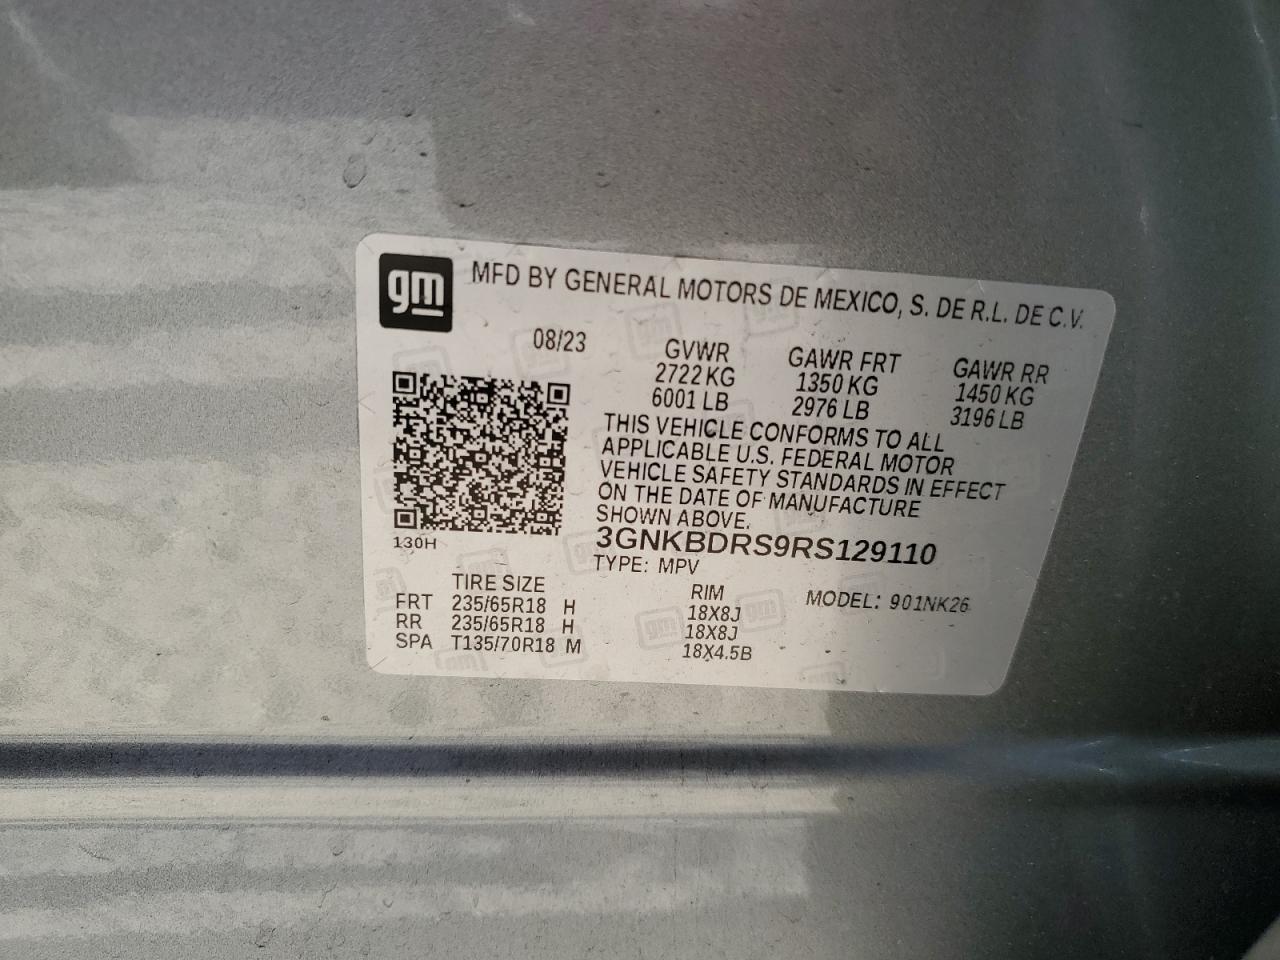 gm MFD BY GENERAL MOTORS DE MEXICO, S. DE R.L. DE C.V.
08/23
GVWR GAWR FRT GAWR RR
2722 KG 1350 KG 1450 KG
6001 LB 2976 LB 3196 LB
THIS VEHICLE CONFORMS TO ALL
APPLICABLE U.S. FEDERAL MOTOR
VEHICLE SAFETY STANDARDS IN EFFECT
ON THE DATE OF MANUFACTURE
SHOWN ABOVE.
130H
3GNKBDRS9RS129110
TYPE: MPV
TIRE SIZE RIM MODEL: 901NK26
FRT 235/65R18 H 18X8J
RR 235/65R18 H 18X8J
SPA T135/70R18 M 18X4.5B